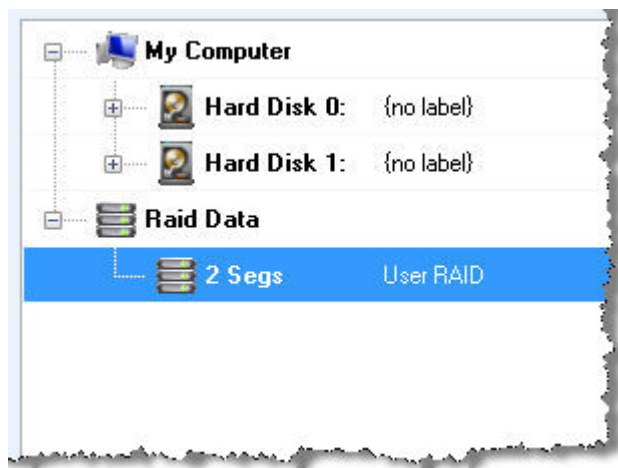 My Computer
Hard Disk 0: {no label}
Hard Disk 1: {no label}
Raid Data
2 Segs User RAID